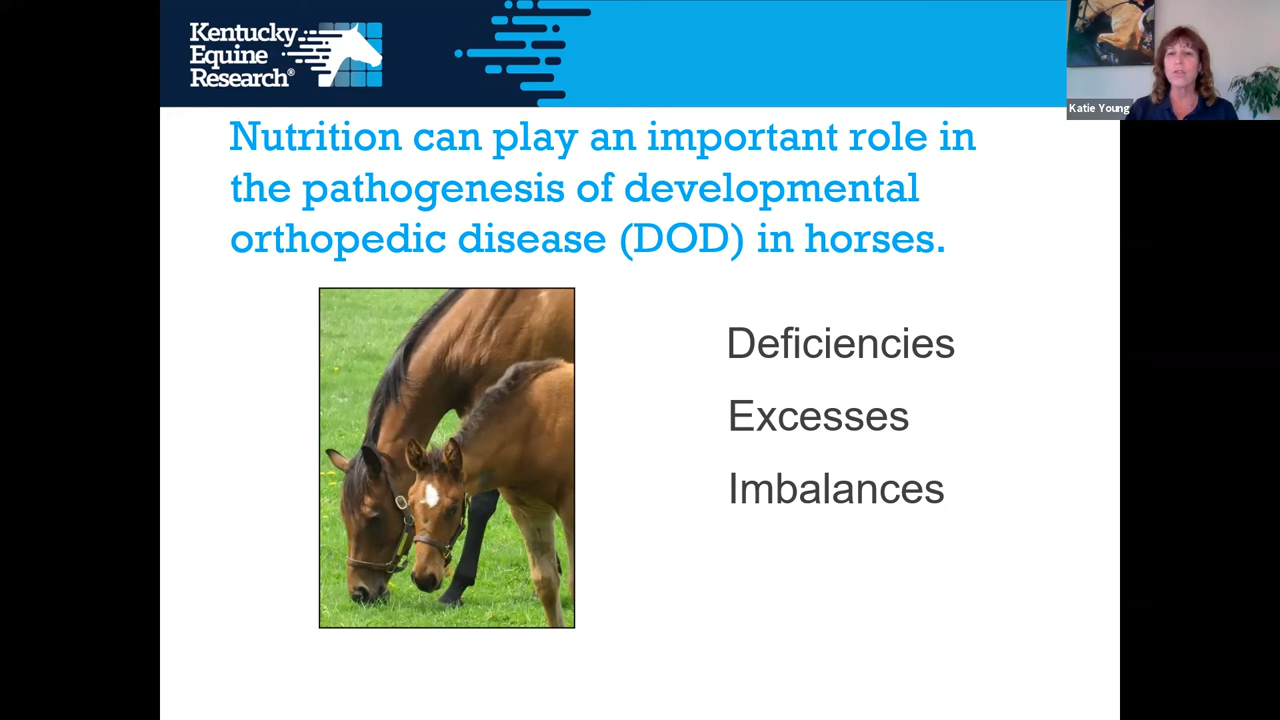 Kentucky
Equine
Research®
Katie Young
Nutrition can play an important role in
the pathogenesis of developmental
orthopedic disease (DOD) in horses.
Deficiencies
Excesses
Imbalances